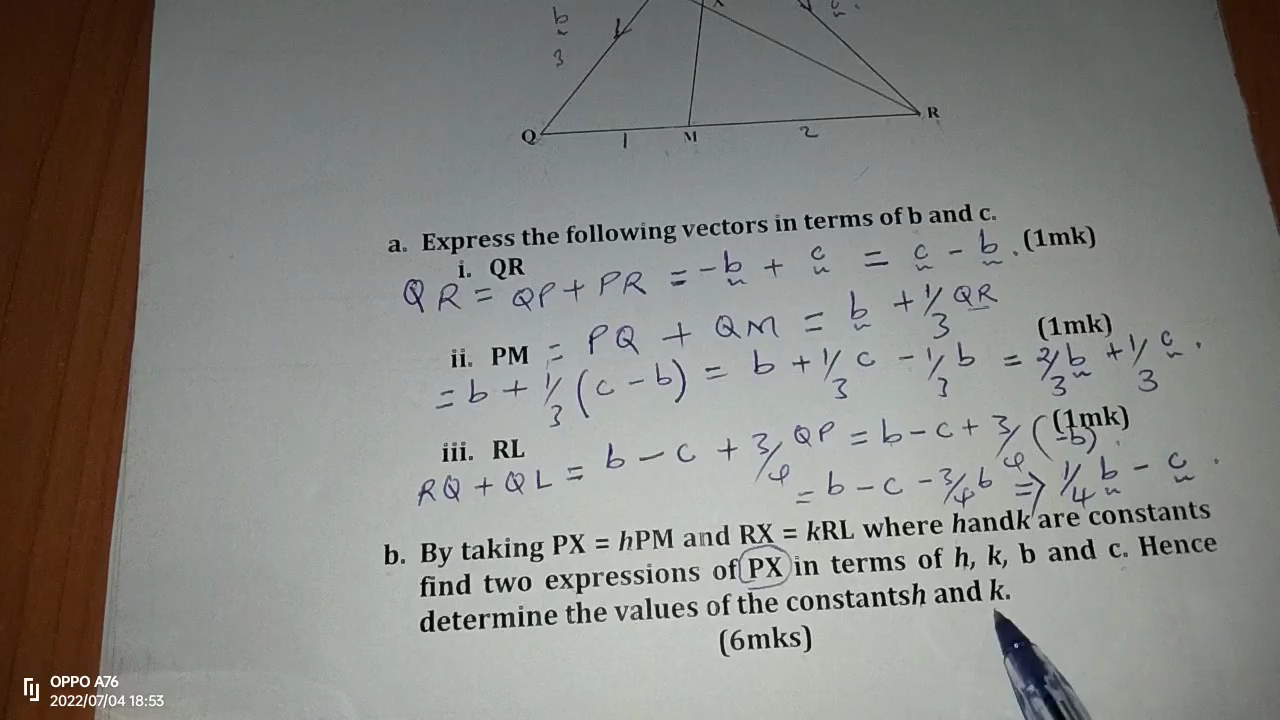 b
3
Q
1
M
2
R
a. Express the following vectors in terms of b and c.
i. QR (1mk)
QR = QP + PR = -b + c = c - b.
ii. PM = PQ + QM = b + 1/3 QR (1mk)
= b + 1/3 (c - b) = b + 1/3 c - 1/3 b = 2/3 b + 1/3 c.
iii. RL (1mk)
RQ + QL = b - c + 3/4 QP = b - c + 3/4 (-b).
= b - c - 3/4 b => 1/4 b - c.
b. By taking PX = hPM and RX = kRL where handk are constants
find two expressions of PX in terms of h, k, b and c. Hence
determine the values of the constantsh and k.
(6mks)
OPPO A76
2022/07/04 18:53